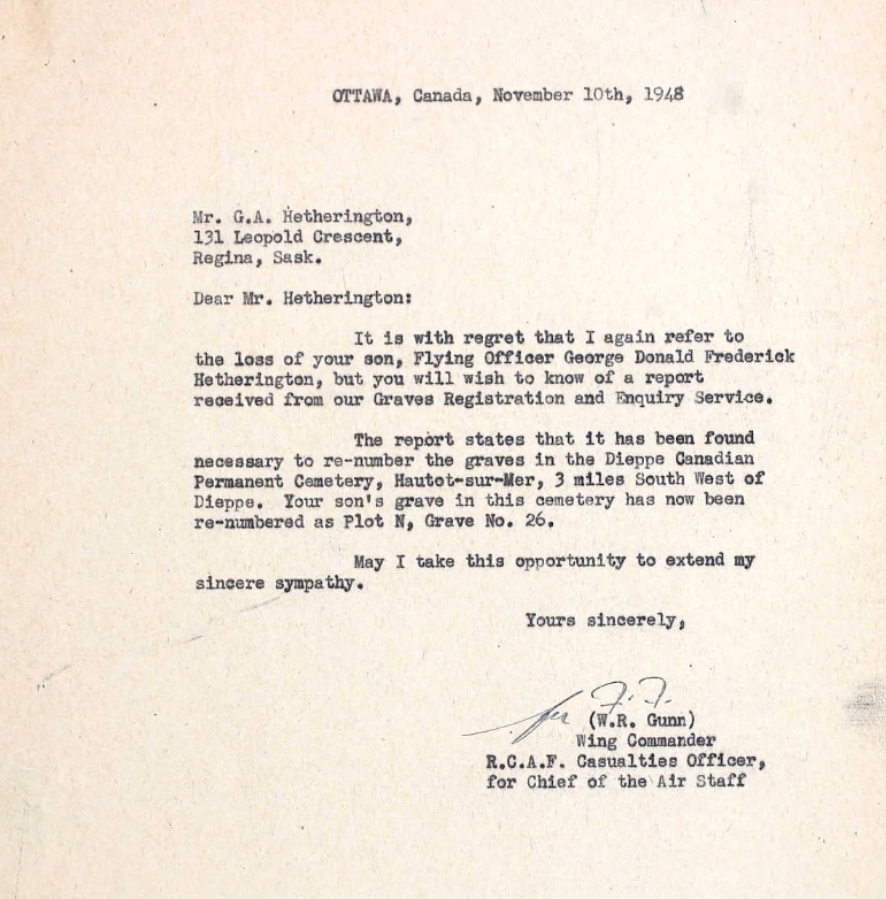 OTTAWA, Canada, November 10th, 1948
Mr. G.A. Hetherington,
131 Leopold Crescent,
Regina, Sask.
Dear Mr. Hetherington:
It is with regret that I again refer to
the loss of your son, Flying Officer George Donald Frederick
Hetherington, but you will wish to know of a report
received from our Graves Registration and Enquiry Service.
The report states that it has been found
necessary to re-number the graves in the Dieppe Canadian
Permanent Cemetery, Hautot-sur-Mer, 3 miles South West of
Dieppe. Your son's grave in this cemetery has now been
re-numbered as Plot N, Grave No. 26.
May I take this opportunity to extend my
sincere sympathy.
Yours sincerely,
for
(W.R. Gunn)
Wing Commander
R.C.A.F. Casualties Officer,
for Chief of the Air Staff